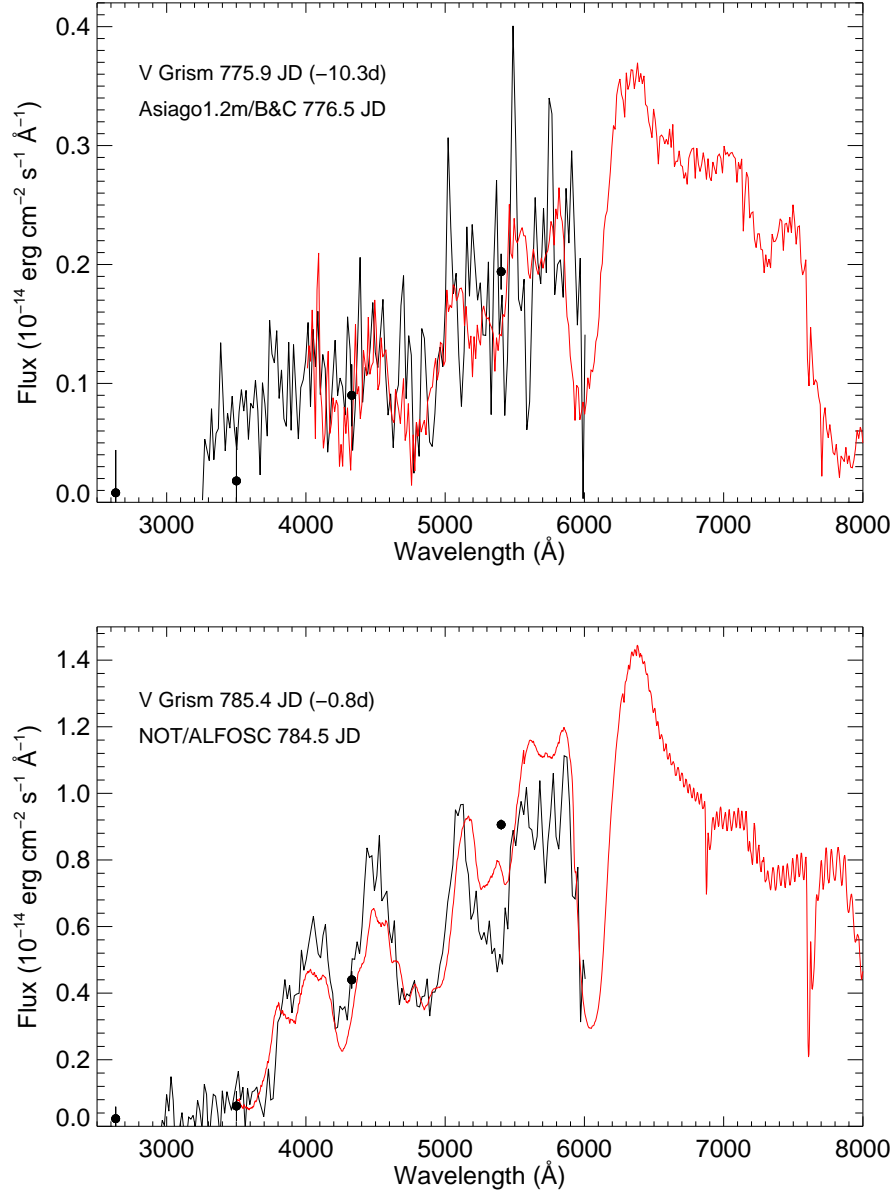 0.4
0.3
0.2
0.1
0.0
Flux (10⁻¹⁴ erg cm⁻² s⁻¹ Å⁻¹)
V Grism 775.9 JD (−10.3d)
Asiago1.2m/B&C 776.5 JD
3000 4000 5000 6000 7000 8000
Wavelength (Å)
1.4
1.2
1.0
0.8
0.6
0.4
0.2
0.0
Flux (10⁻¹⁴ erg cm⁻² s⁻¹ Å⁻¹)
V Grism 785.4 JD (−0.8d)
NOT/ALFOSC 784.5 JD
3000 4000 5000 6000 7000 8000
Wavelength (Å)